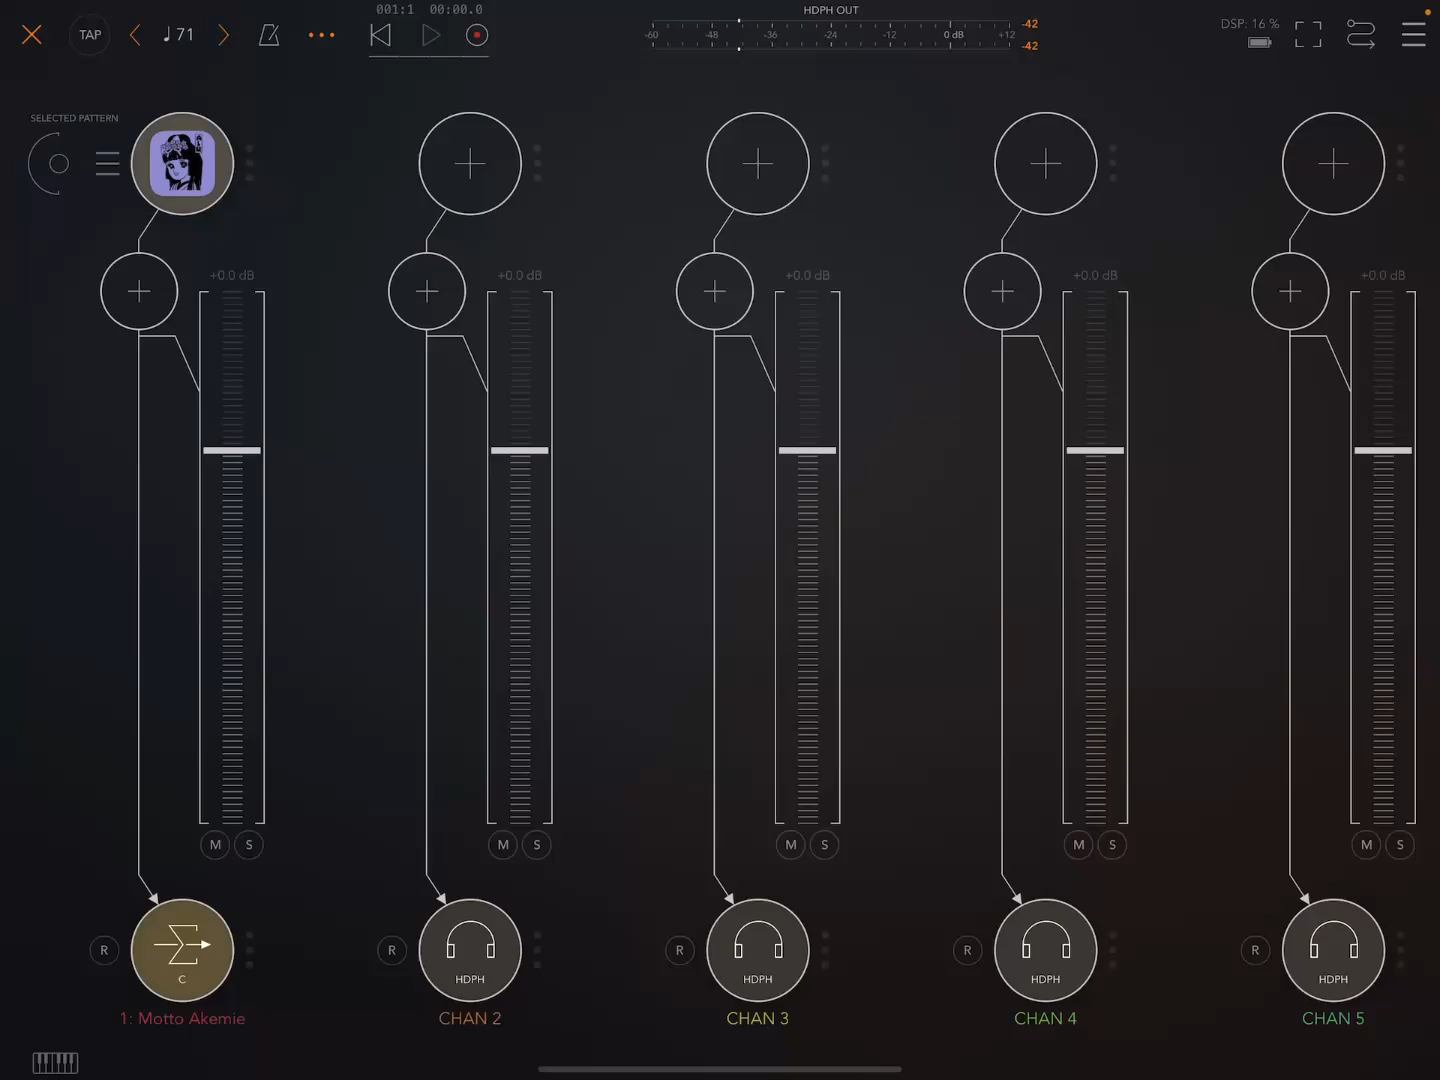 001:1 00:00.0
HDPH OUT
TAP
71
-60 -48 -36 -24 -12 0 dB +12
-42
-42
DSP: 16 %
SELECTED PATTERN
+0.0 dB
+0.0 dB
+0.0 dB
+0.0 dB
+0.0 dB
M S
M S
M S
M S
M S
R
C
R
HDPH
R
HDPH
R
HDPH
R
HDPH
1: Motto Akemie
CHAN 2
CHAN 3
CHAN 4
CHAN 5